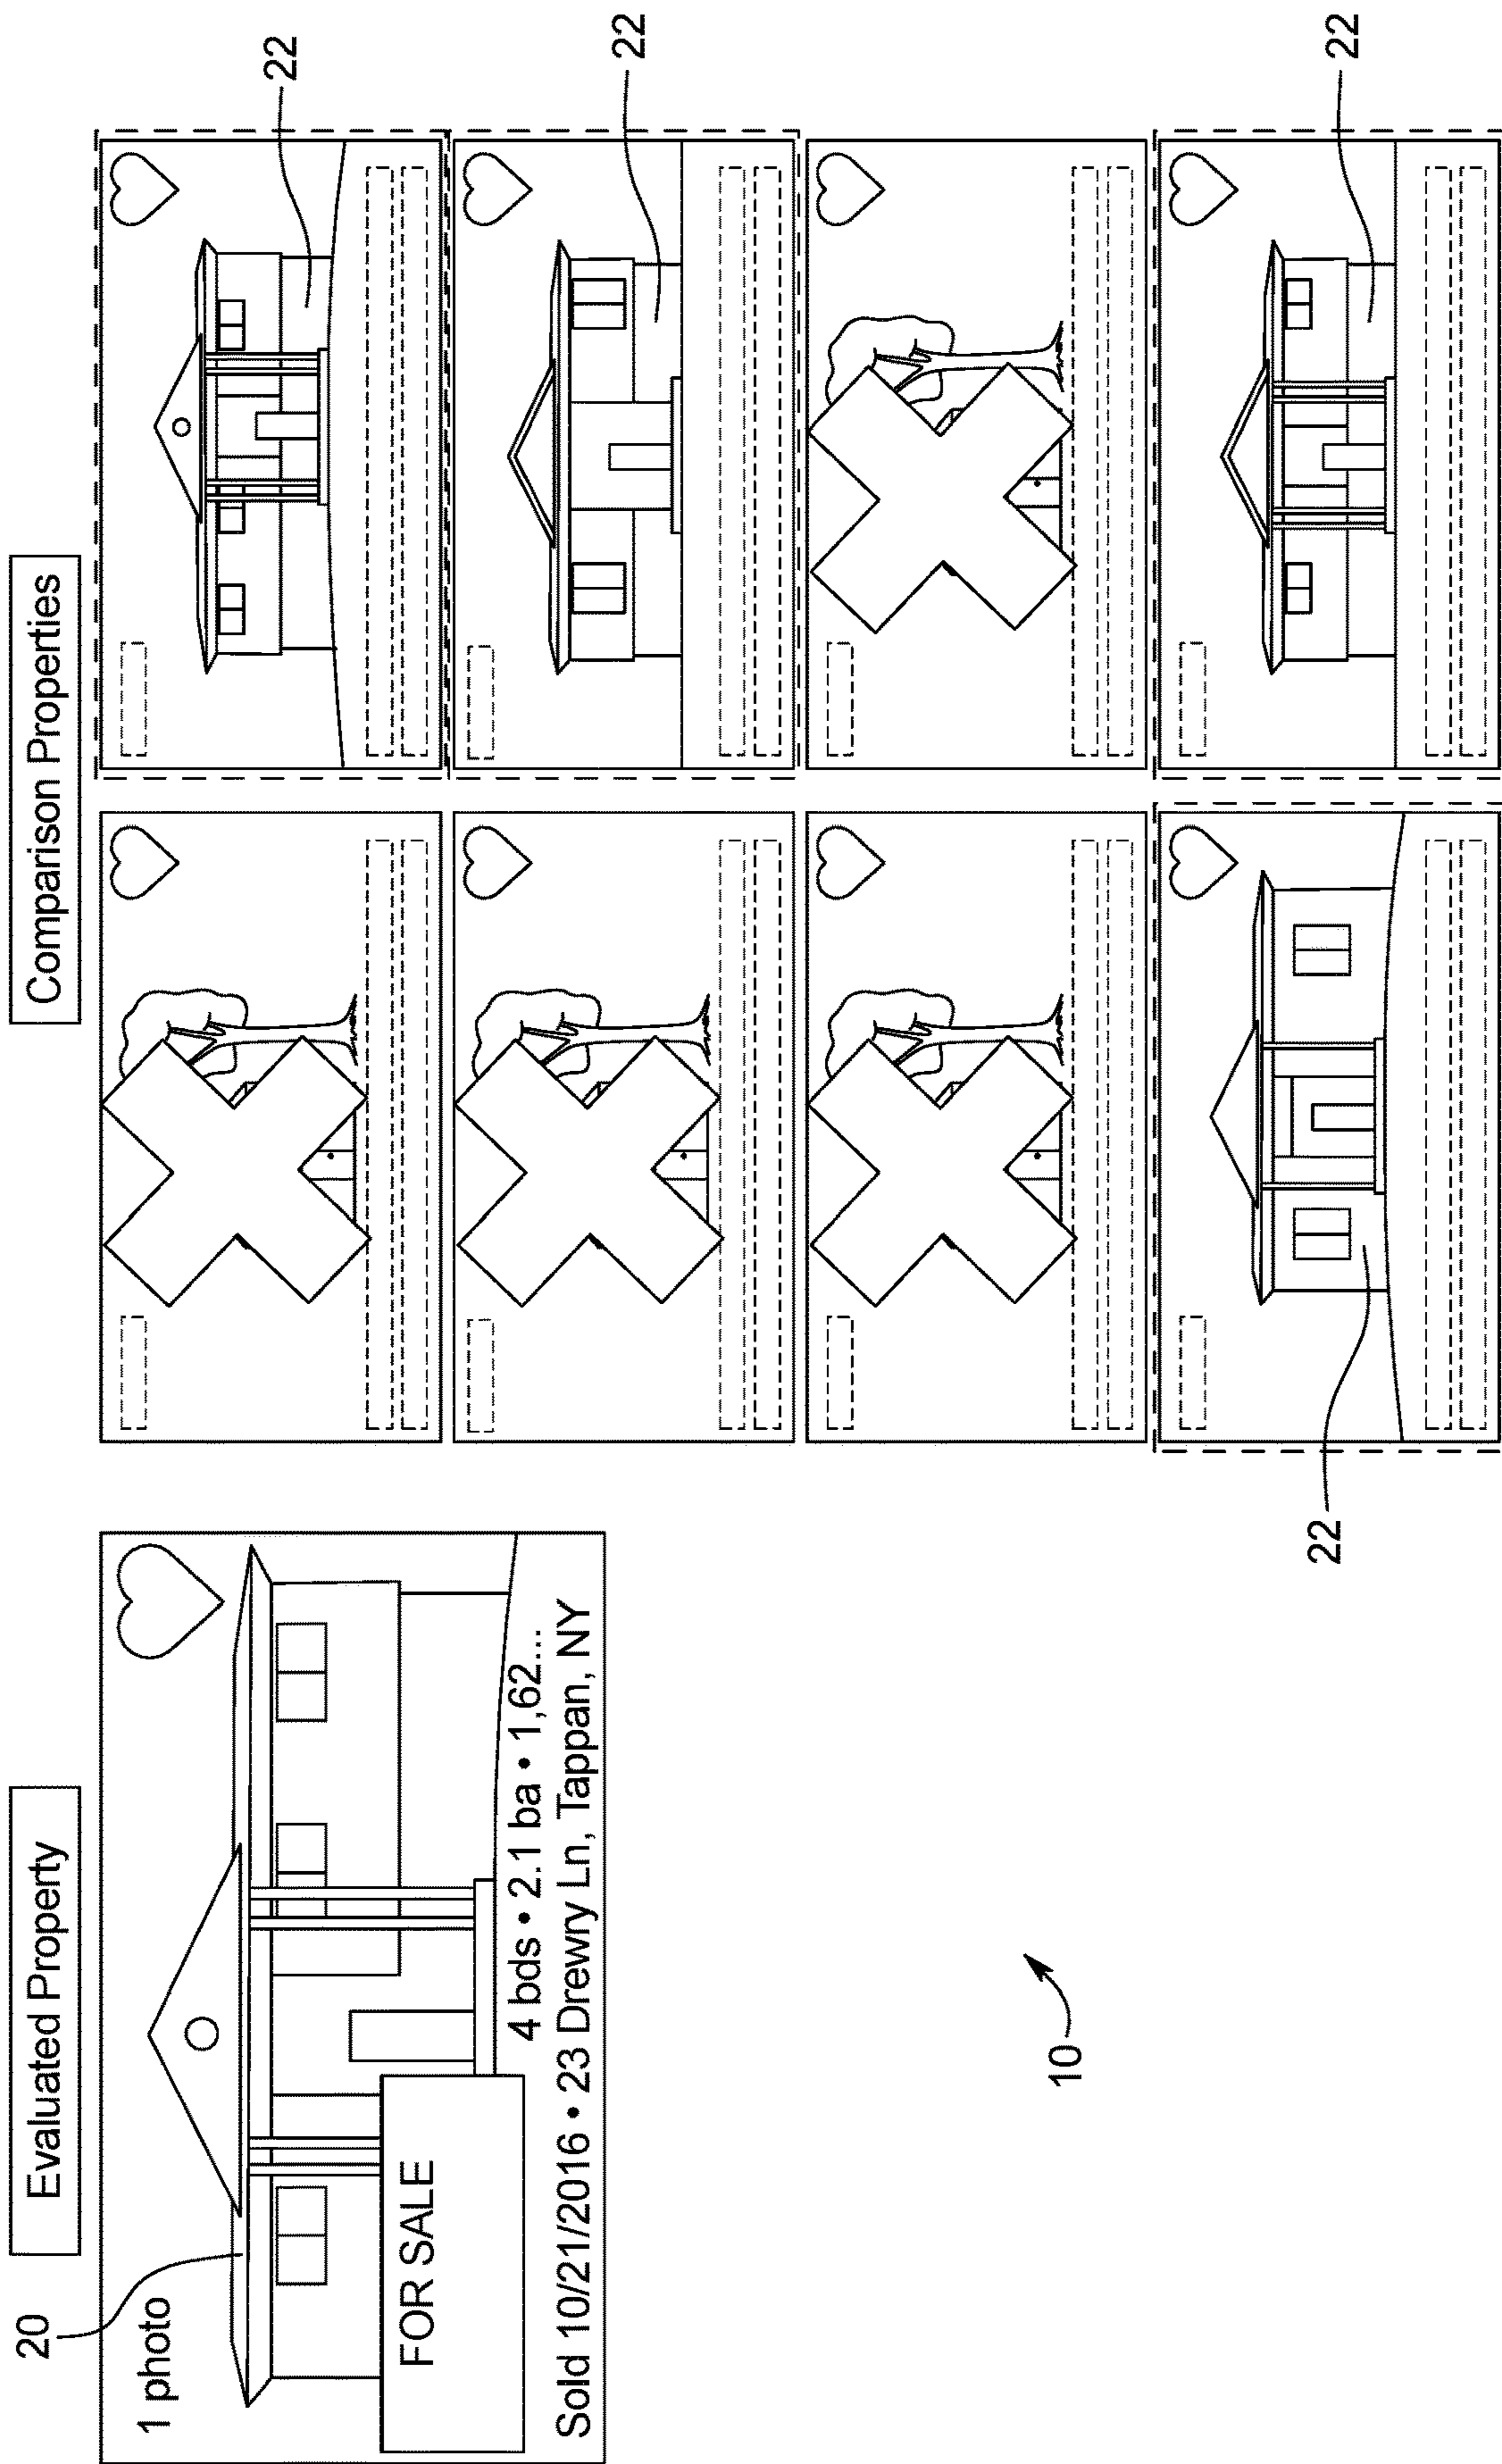 Evaluated Property
Comparison Properties
20
1 photo
FOR SALE
4 bds • 2.1 ba • 1,62...
Sold 10/21/2016 • 23 Drewry Ln, Tappan, NY
22
22
22
22
10